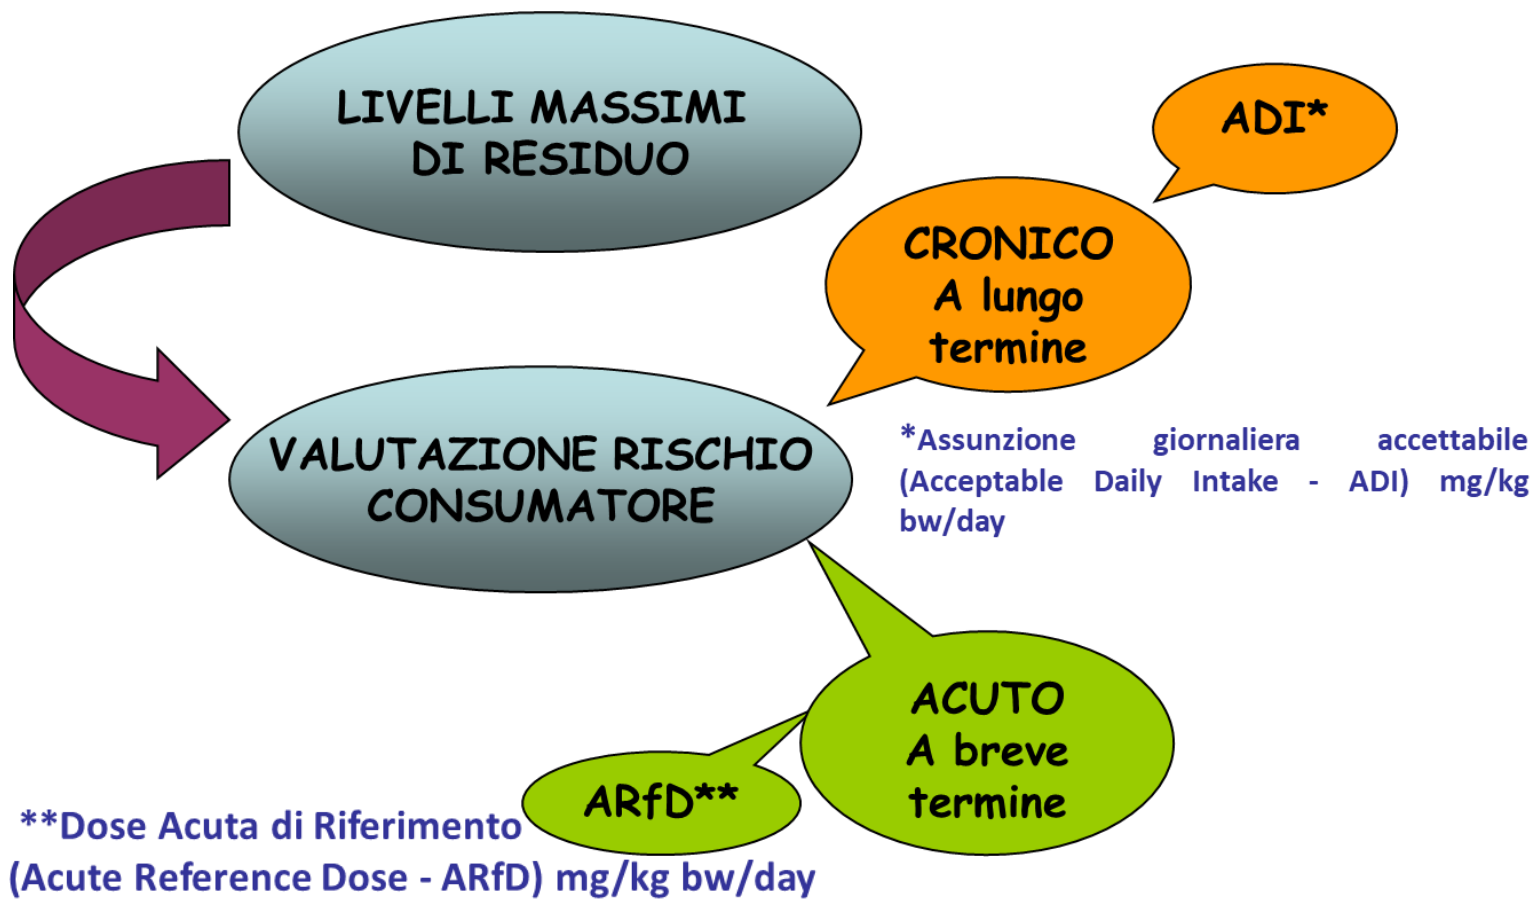 LIVELLI MASSIMI
DI RESIDUO
ADI*
CRONICO
A lungo
termine
VALUTAZIONE RISCHIO
CONSUMATORE
*Assunzione giornaliera accettabile
(Acceptable Daily Intake - ADI) mg/kg
bw/day
ACUTO
A breve
termine
ARfD**
**Dose Acuta di Riferimento
(Acute Reference Dose - ARfD) mg/kg bw/day